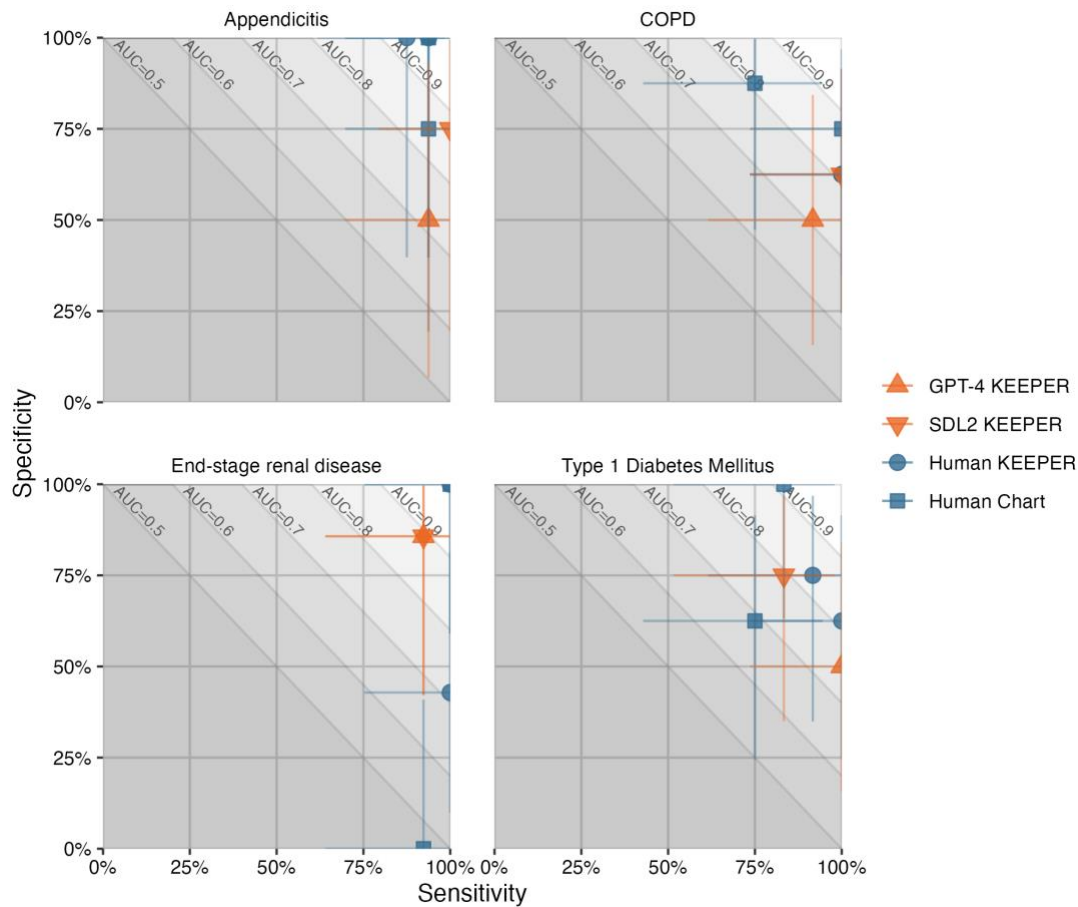 Appendicitis
COPD
AUC=0.5
AUC=0.6
AUC=0.7
AUC=0.8
AUC=0.9
AUC=0.5
AUC=0.6
AUC=0.7
AUC=0.9
100%
75%
50%
25%
0%
Specificity
GPT-4 KEEPER
SDL2 KEEPER
Human KEEPER
Human Chart
End-stage renal disease
Type 1 Diabetes Mellitus
AUC=0.5
AUC=0.6
AUC=0.7
AUC=0.8
AUC=0.9
AUC=0.5
AUC=0.6
AUC=0.7
AUC=0.8
AUC=0.9
100%
75%
50%
25%
0%
0% 25% 50% 75% 100% 0% 25% 50% 75% 100%
Sensitivity